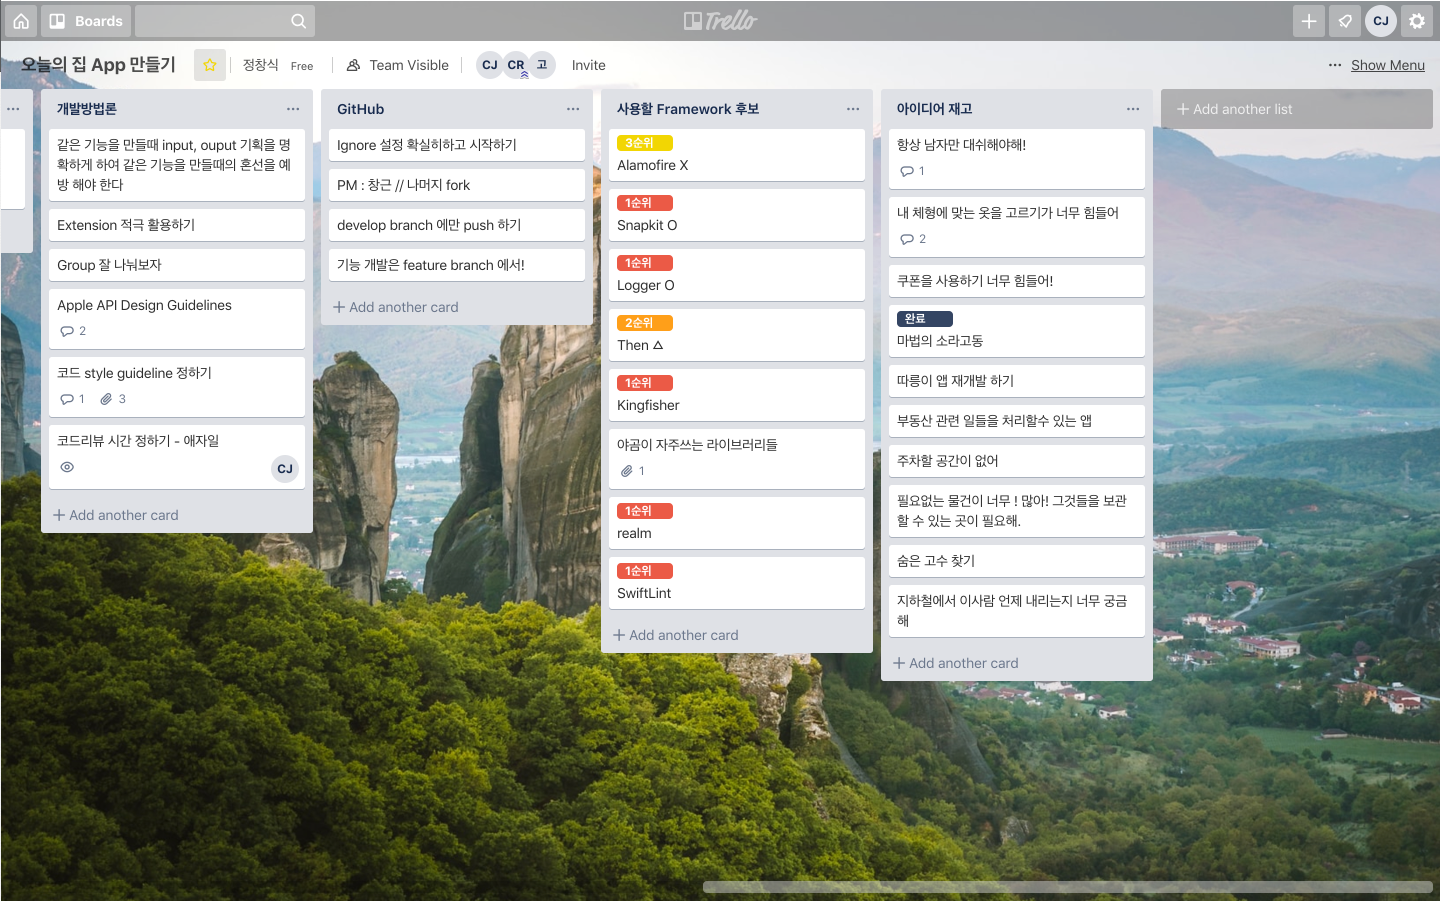 Boards
Trello
CJ
오늘의 집 App 만들기
정창식 Free
Team Visible
CJ CR 고
Invite
Show Menu
개발방법론
같은 기능을 만들때 input, ouput 기획을 명
확하게 하여 같은 기능을 만들때의 혼선을 예
방 해야 한다
Extension 적극 활용하기
Group 잘 나눠보자
Apple API Design Guidelines
2
코드 style guideline 정하기
1 3
코드리뷰 시간 정하기 - 애자일
CJ
+ Add another card
GitHub
Ignore 설정 확실히하고 시작하기
PM : 창근 // 나머지 fork
develop branch 에만 push 하기
기능 개발은 feature branch 에서!
+ Add another card
사용할 Framework 후보
3순위
Alamofire X
1순위
Snapkit O
1순위
Logger O
2순위
Then △
1순위
Kingfisher
야곰이 자주쓰는 라이브러리들
1
1순위
realm
1순위
SwiftLint
+ Add another card
아이디어 재고
항상 남자만 대쉬해야해!
1
내 체형에 맞는 옷을 고르기가 너무 힘들어
2
쿠폰을 사용하기 너무 힘들어!
완료
마법의 소라고동
따릉이 앱 재개발 하기
부동산 관련 일들을 처리할수 있는 앱
주차할 공간이 없어
필요없는 물건이 너무 ! 많아! 그것들을 보관
할 수 있는 곳이 필요해.
숨은 고수 찾기
지하철에서 이사람 언제 내리는지 너무 궁금
해
+ Add another card
+ Add another list